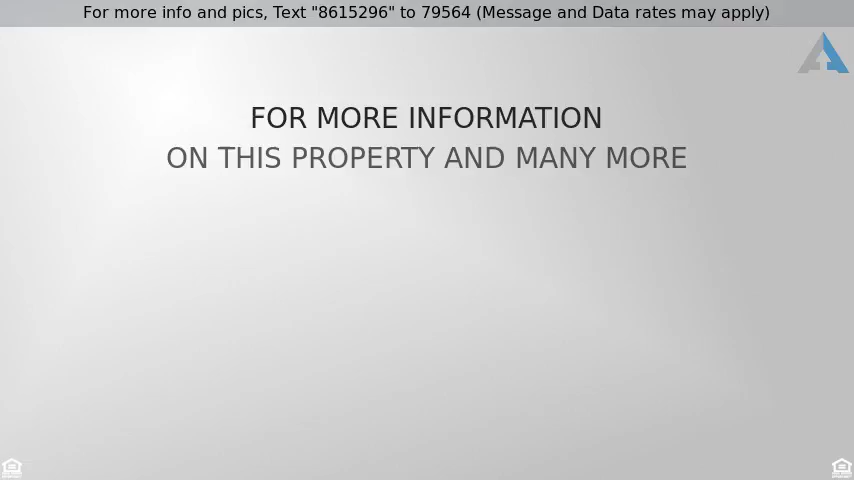 For more info and pics, Text "8615296" to 79564 (Message and Data rates may apply)
FOR MORE INFORMATION
ON THIS PROPERTY AND MANY MORE